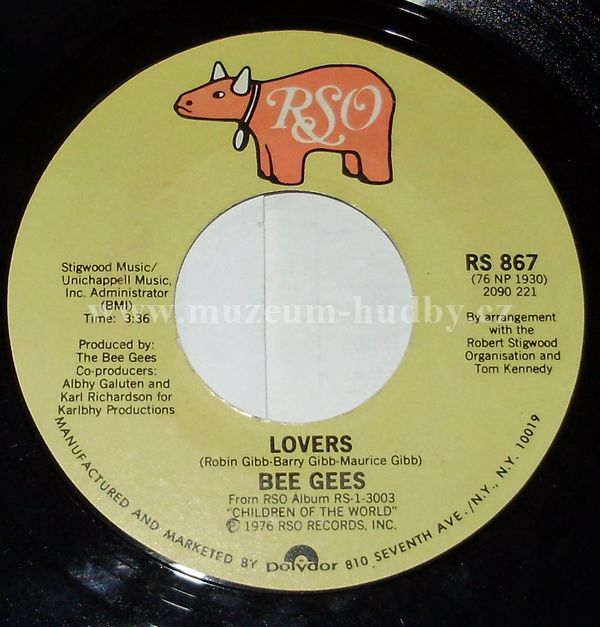 RSO
Stigwood Music/
Unichappell Music,
Inc. Administrator
(BMI)
Time: 3:36
Produced by:
The Bee Gees
Co-producers:
Albhy Galuten and
Karl Richardson for
Karlbhy Productions
RS 867
(76 NP 1930)
2090 221
By arrangement
with the
Robert Stigwood
Organisation and
Tom Kennedy
www.muzeum-hudby.cz
LOVERS
(Robin Gibb-Barry Gibb-Maurice Gibb)
BEE GEES
From RSO Album RS-1-3003
"CHILDREN OF THE WORLD"
℗ 1976 RSO RECORDS, INC.
MANUFACTURED AND MARKETED BY polydor 810 SEVENTH AVE./N.Y., N.Y. 10019